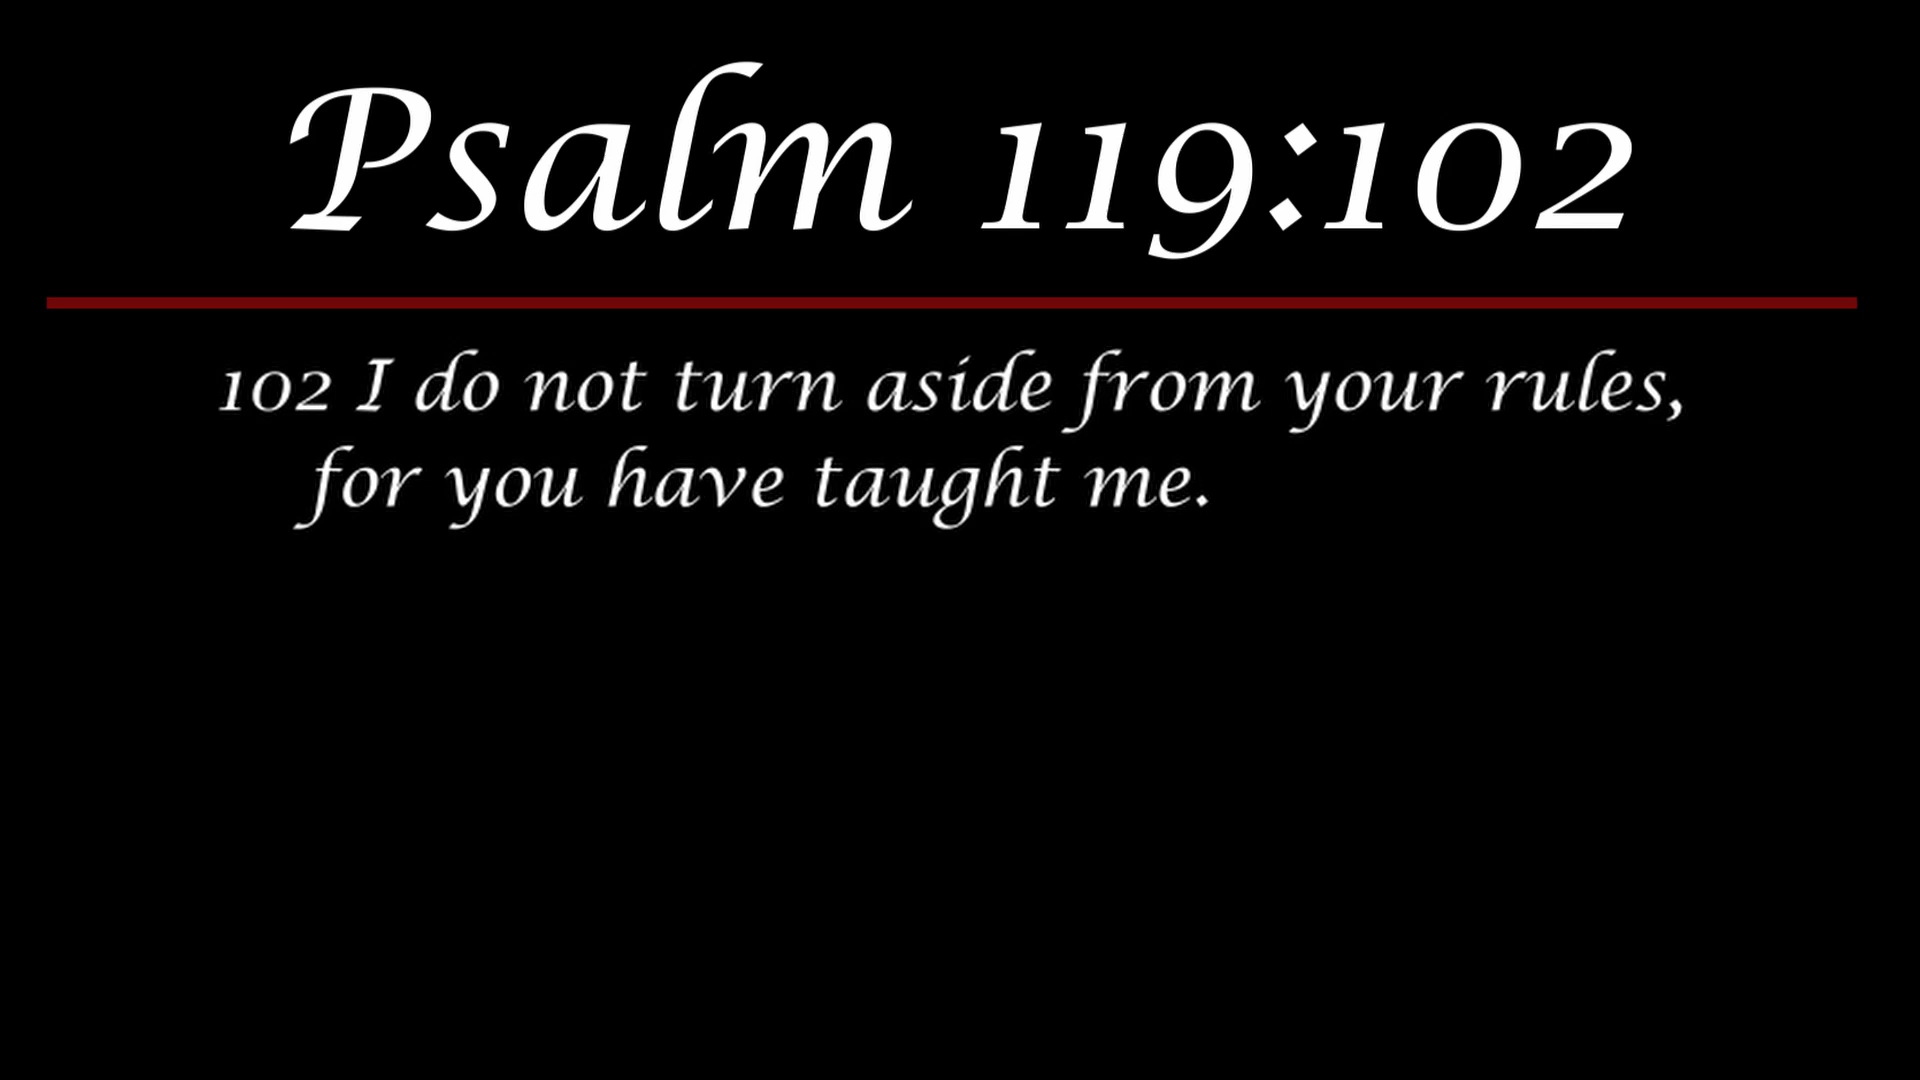 Psalm 119:102
102 I do not turn aside from your rules,
for you have taught me.